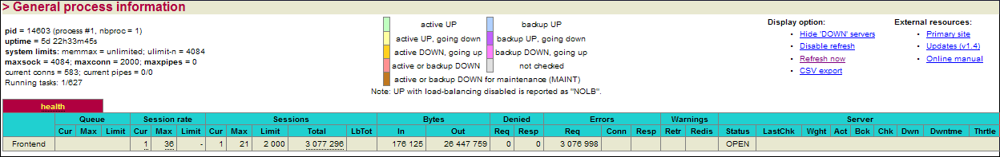 > General process information
pid = 14603 (process #1, nbproc = 1)
uptime = 5d 22h33m45s
system limits: memmax = unlimited; ulimit-n = 4084
maxsock = 4084; maxconn = 2000; maxpipes = 0
current conns = 583; current pipes = 0/0
Running tasks: 1/627
active UP backup UP
active UP, going down backup UP, going down
active DOWN, going up backup DOWN, going up
active or backup DOWN not checked
active or backup DOWN for maintenance (MAINT)
Note: UP with load-balancing disabled is reported as "NOLB".
Display option:
• Hide 'DOWN' servers
• Disable refresh
• Refresh now
• CSV export
External resources:
• Primary site
• Updates (v1.4)
• Online manual
health
Queue Session rate Sessions Bytes Denied Errors Warnings Server
Cur Max Limit Cur Max Limit Cur Max Limit Total LbTot In Out Req Resp Req Conn Resp Retr Redis Status LastChk Wght Act Bck Chk Dwn Dwntme Thrtle
Frontend 1 36 - 1 21 2 000 3 077 296 176 125 26 447 759 0 0 3 076 998 OPEN